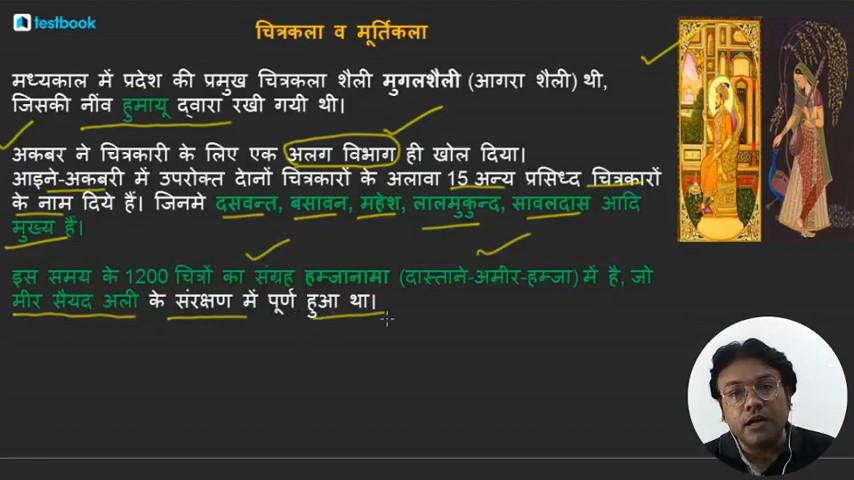 testbook
चित्रकला व मूर्तिकला
मध्यकाल में प्रदेश की प्रमुख चित्रकला शैली मुगलशैली (आगरा शैली) थी,
जिसकी नींव हुमायू द्वारा रखी गयी थी।
अकबर ने चित्रकारी के लिए एक अलग विभाग ही खोल दिया।
आइने-अकबरी में उपरोक्त दोनों चित्रकारों के अलावा 15 अन्य प्रसिध्द चित्रकारों
के नाम दिये हैं। जिनमे दसवन्त, बसावन, महेश, लालमुकुन्द, सावलदास आदि
मुख्य हैं।
इस समय के 1200 चित्रों का संग्रह हम्जानामा (दास्ताने-अमीर-हम्जा) में है, जो
मीर सैयद अली के संरक्षण में पूर्ण हुआ था।